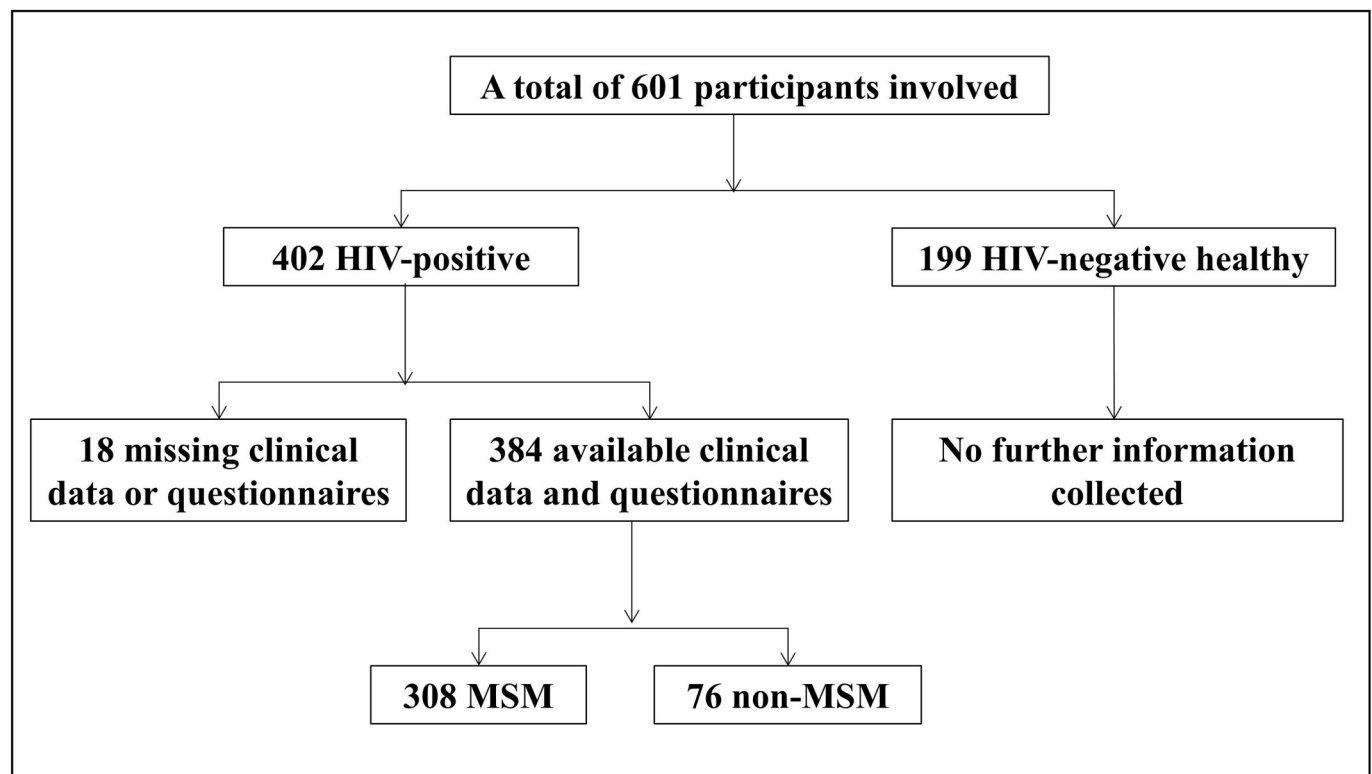 A total of 601 participants involved
402 HIV-positive
199 HIV-negative healthy
18 missing clinical
data or questionnaires
384 available clinical
data and questionnaires
No further information
collected
308 MSM
76 non-MSM